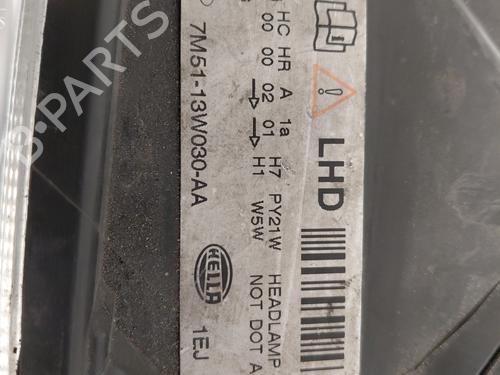 LHD
HC HR A 1a H7 PY21W HEADLAMP
00 00 02 01 H1 W5W NOT DOT A
7M51-13W030-AA HELLA 1EJ
B-PARTS